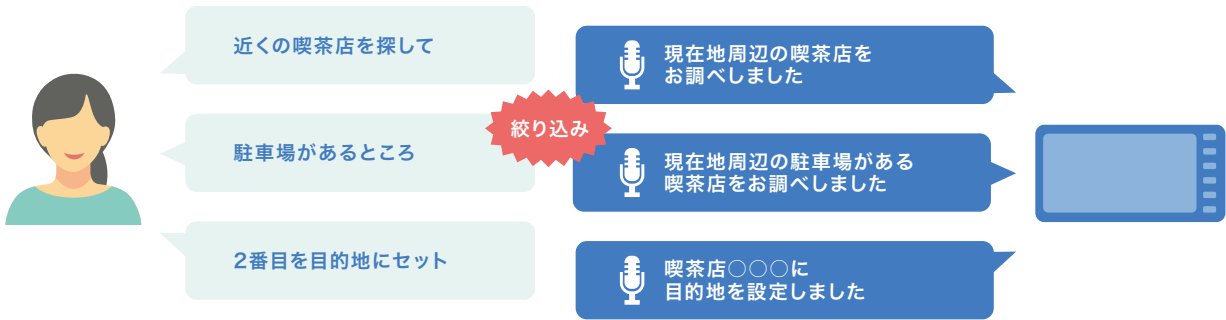 近くの喫茶店を探して
現在地周辺の喫茶店を
お調べしました
絞り込み
駐車場があるところ
現在地周辺の駐車場がある
喫茶店をお調べしました
2番目を目的地にセット
喫茶店○○○に
目的地を設定しました